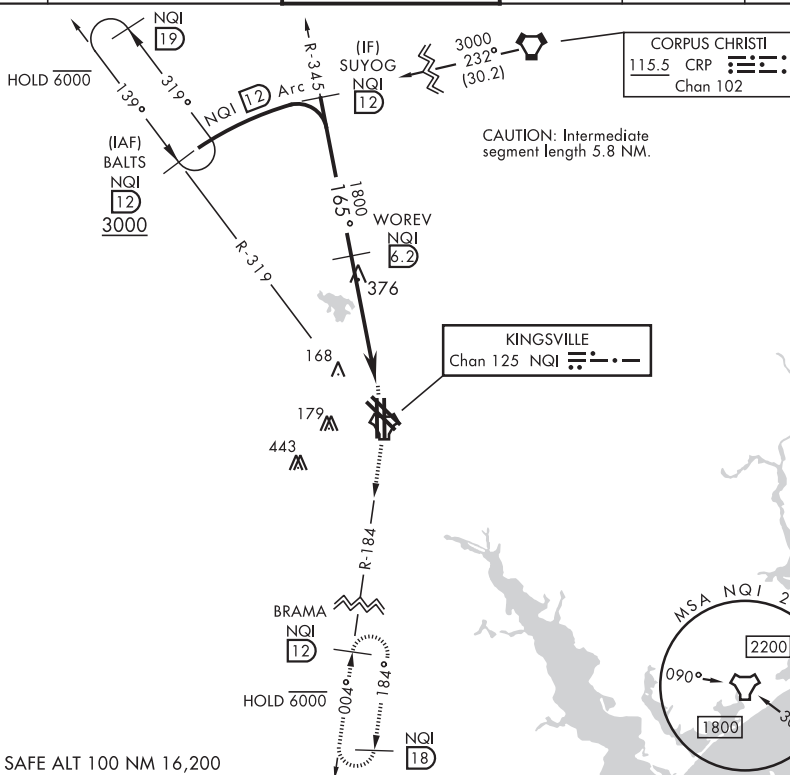 NQI
19
HOLD 6000
139°
319°
NQI 12 Arc
R-345
(IF)
SUYOG
NQI
12
3000
232°
(30.2)
CORPUS CHRISTI
115.5 CRP
Chan 102
CAUTION: Intermediate
segment length 5.8 NM.
(IAF)
BALTS
NQI
12
3000
R-319
1800
165°
WOREV
NQI
6.2
376
KINGSVILLE
Chan 125 NQI
168
179
443
R-184
BRAMA
NQI
12
HOLD 6000
004°
184°
NQI
18
MSA NQI 2
2200
090°
1800
SAFE ALT 100 NM 16,200